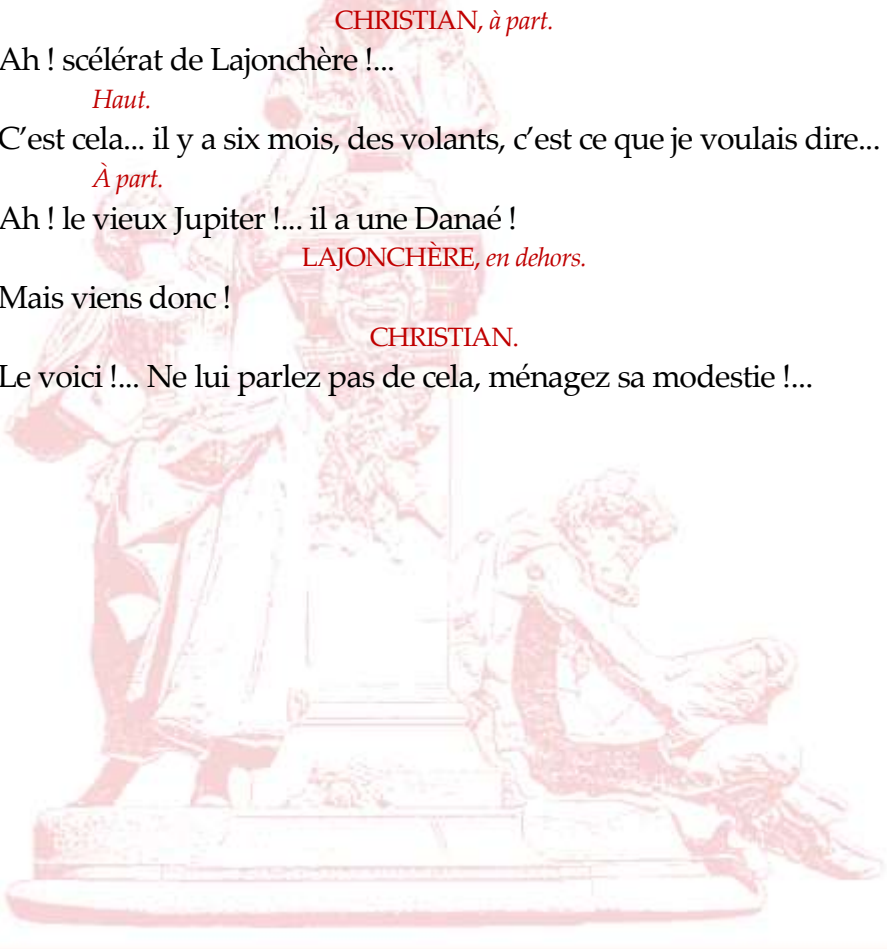 CHRISTIAN, à part.
Ah ! scélérat de Lajonchère !...
Haut.
C’est cela... il y a six mois, des volants, c’est ce que je voulais dire...
À part.
Ah ! le vieux Jupiter !... il a une Danaé !
LAJONCHÈRE, en dehors.
Mais viens donc !
CHRISTIAN.
Le voici !... Ne lui parlez pas de cela, ménagez sa modestie !...